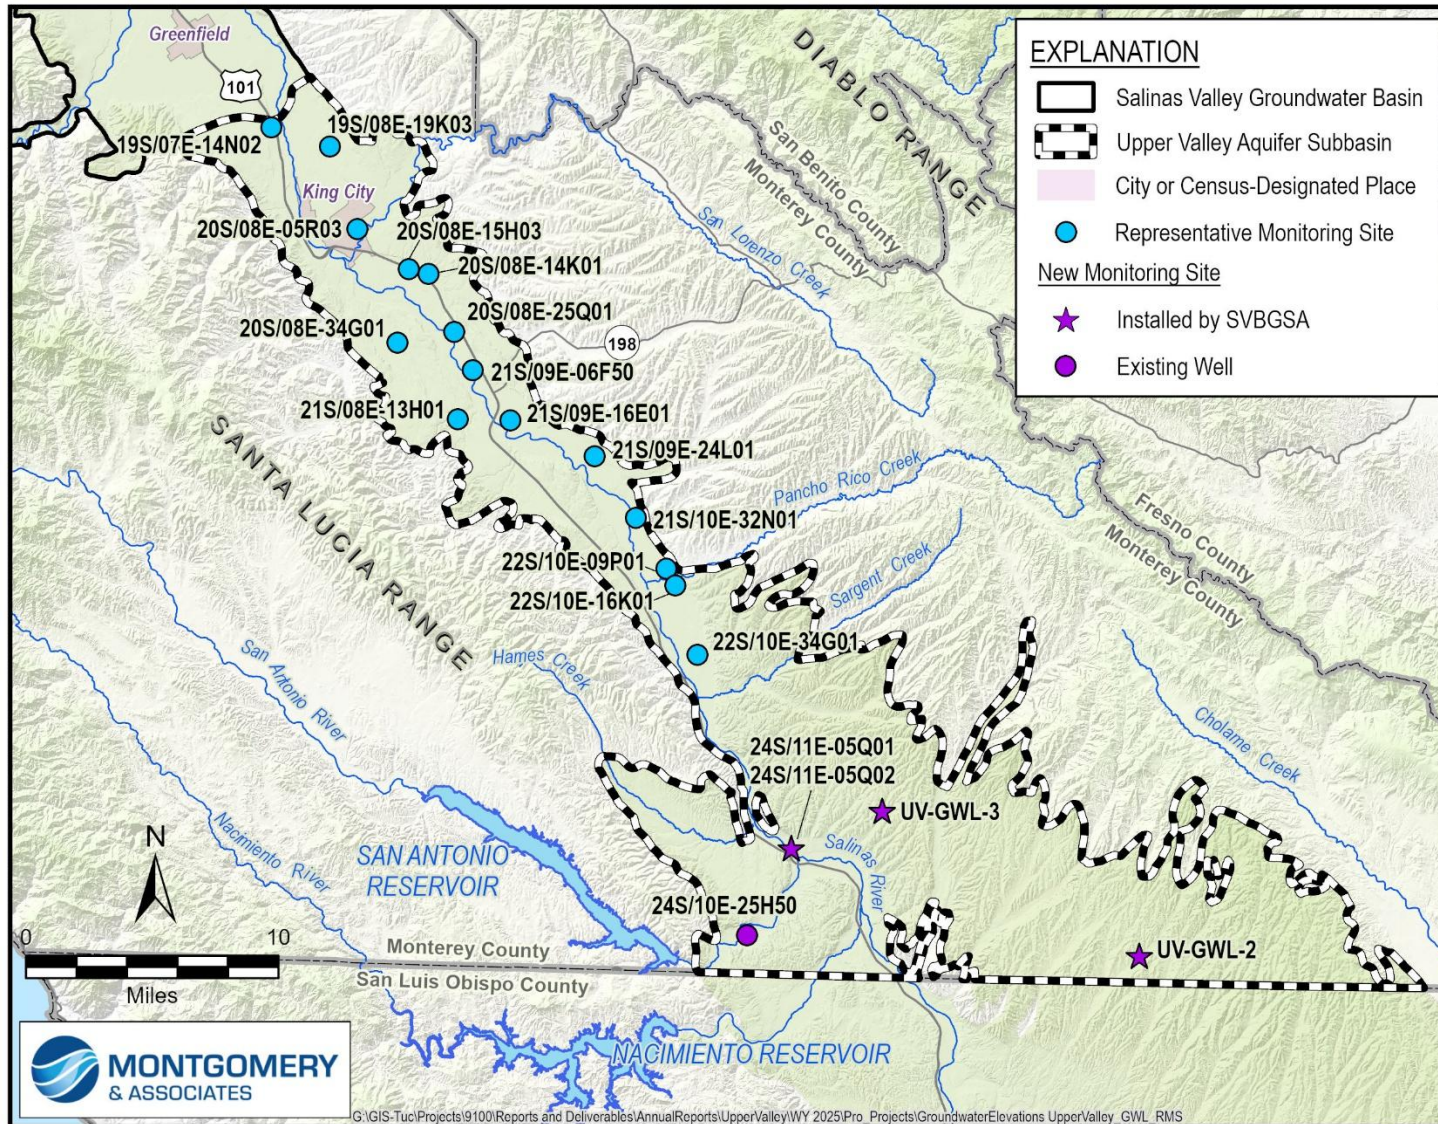 Greenfield
101
19S/07E-14N02
19S/08E-19K03
King City
20S/08E-05R03
20S/08E-15H03
20S/08E-14K01
20S/08E-25Q01
20S/08E-34G01
198
21S/09E-06F50
21S/08E-13H01
21S/09E-16E01
21S/09E-24L01
21S/10E-32N01
22S/10E-09P01
22S/10E-16K01
22S/10E-34G01
24S/11E-05Q01
24S/11E-05Q02
UV-GWL-3
24S/10E-25H50
UV-GWL-2
DIABLO RANGE
San Benito County
Monterey County
San Lorenzo Creek
Pancho Rico Creek
Sargent Creek
Fresno County
Monterey County
SANTA LUCIA RANGE
Hames Creek
San Antonio River
Nacimiento River
Salinas River
Cholame Creek
SAN ANTONIO
RESERVOIR
NACIMIENTO RESERVOIR
Monterey County
San Luis Obispo County
N
0 10
Miles
EXPLANATION
Salinas Valley Groundwater Basin
Upper Valley Aquifer Subbasin
City or Census-Designated Place
Representative Monitoring Site
New Monitoring Site
Installed by SVBGSA
Existing Well
MONTGOMERY
& ASSOCIATES
G:\GIS-Tuc\Projects\9100\Reports and Deliverables\AnnualReports\UpperValley\WY 2025\Pro_Projects\GroundwaterElevations UpperValley_GWL_RMS